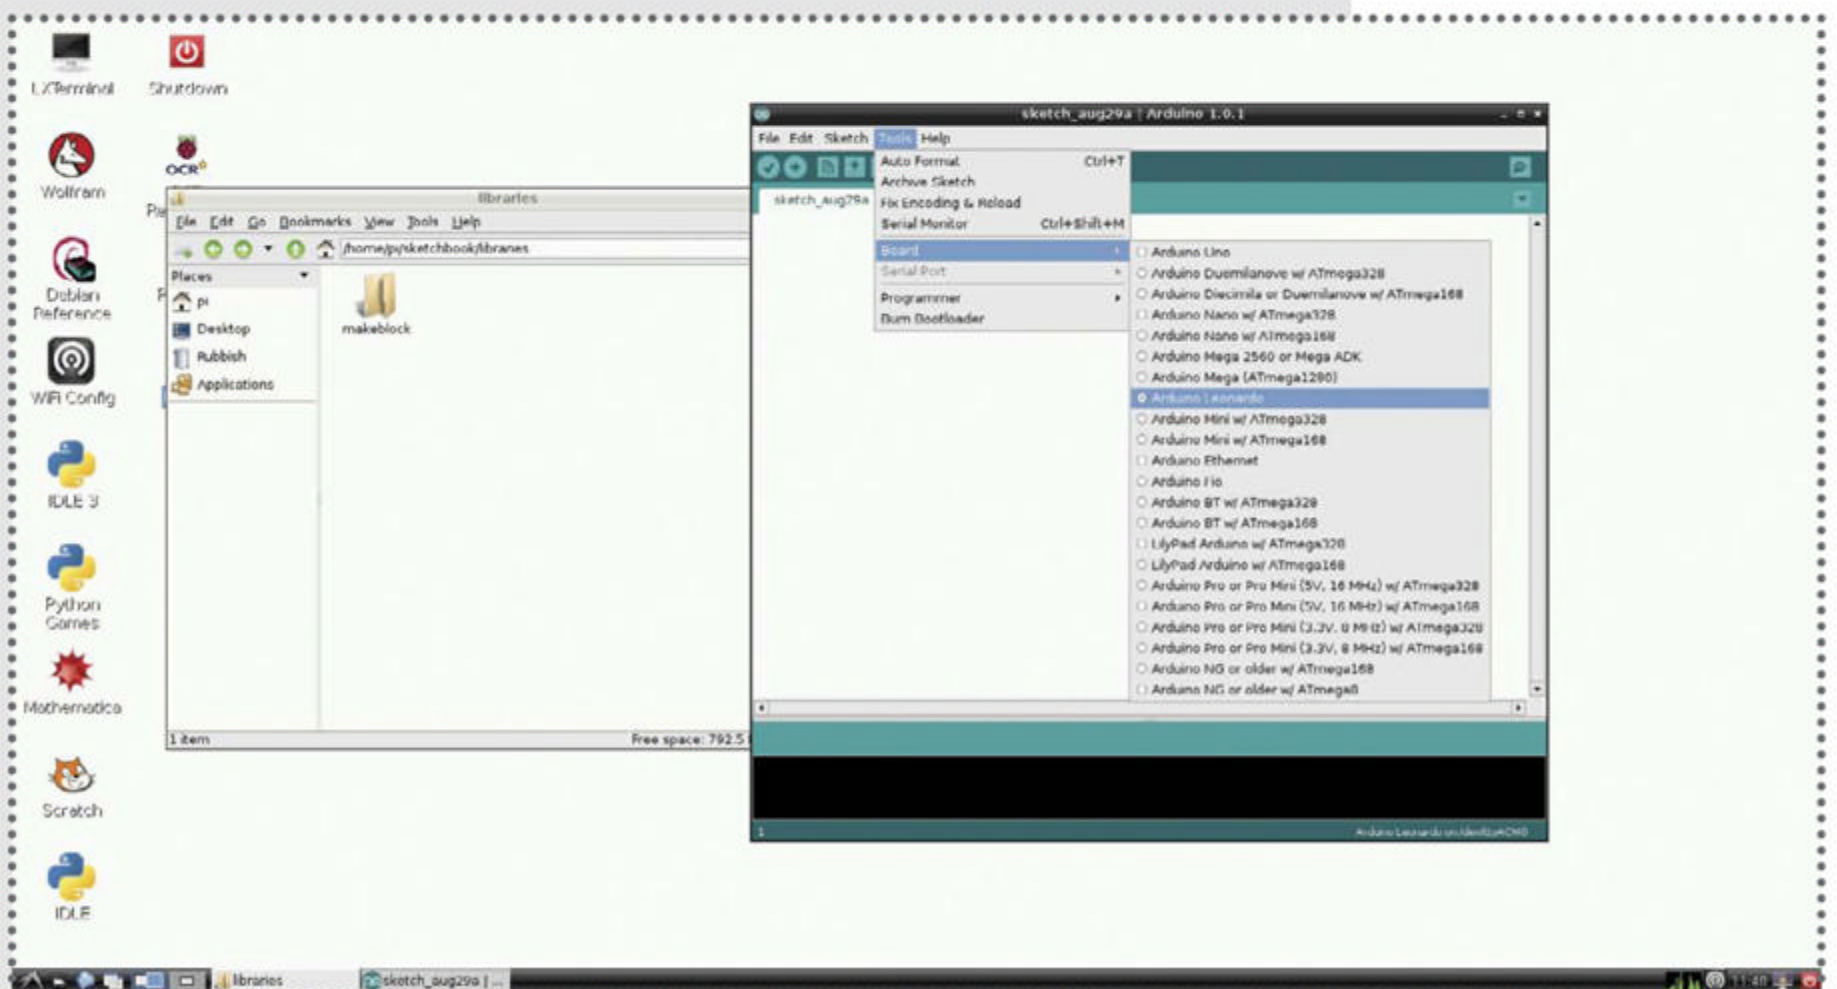 LXTerminal
Shutdown
Wolfram
OCR
Debian
Reference
WiFi Config
IDLE 3
Python
Games
Mathematica
Scratch
IDLE
libraries
File Edit Go Bookmarks View Tools Help
/home/pi/sketchbook/libraries
Places
pi
Desktop
Rubbish
Applications
makeblock
1 item
Free space: 792.5
sketch_aug29a | Arduino 1.0.1
File Edit Sketch Tools Help
sketch_aug29a
Auto Format Ctrl+T
Archive Sketch
Fix Encoding & Reload
Serial Monitor Ctrl+Shift+M
Board
Serial Port
Programmer
Burn Bootloader
Arduino Uno
Arduino Duemilanove w/ ATmega328
Arduino Diecimila or Duemilanove w/ ATmega168
Arduino Nano w/ ATmega328
Arduino Nano w/ ATmega168
Arduino Mega 2560 or Mega ADK
Arduino Mega (ATmega1280)
Arduino Leonardo
Arduino Mini w/ ATmega328
Arduino Mini w/ ATmega168
Arduino Ethernet
Arduino Fio
Arduino BT w/ ATmega328
Arduino BT w/ ATmega168
LilyPad Arduino w/ ATmega328
LilyPad Arduino w/ ATmega168
Arduino Pro or Pro Mini (5V, 16 MHz) w/ ATmega328
Arduino Pro or Pro Mini (5V, 16 MHz) w/ ATmega168
Arduino Pro or Pro Mini (3.3V, 8 MHz) w/ ATmega328
Arduino Pro or Pro Mini (3.3V, 8 MHz) w/ ATmega168
Arduino NG or older w/ ATmega168
Arduino NG or older w/ ATmega8
1
Arduino Leonardo on /dev/ttyACM0
libraries
sketch_aug29a | ...
11:40